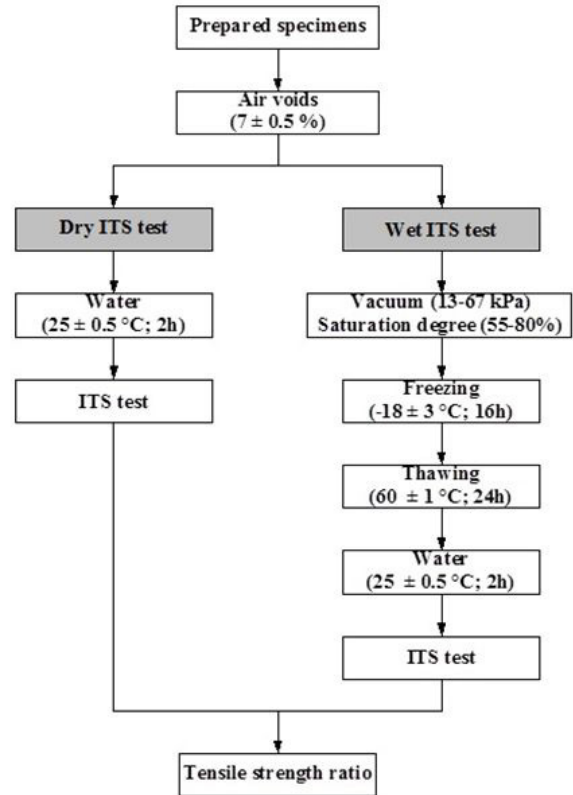 Prepared specimens
Air voids
(7 ± 0.5 %)
Dry ITS test
Wet ITS test
Water
(25 ± 0.5 °C; 2h)
Vacuum (13-67 kPa)
Saturation degree (55-80%)
ITS test
Freezing
(-18 ± 3 °C; 16h)
Thawing
(60 ± 1 °C; 24h)
Water
(25 ± 0.5 °C; 2h)
ITS test
Tensile strength ratio